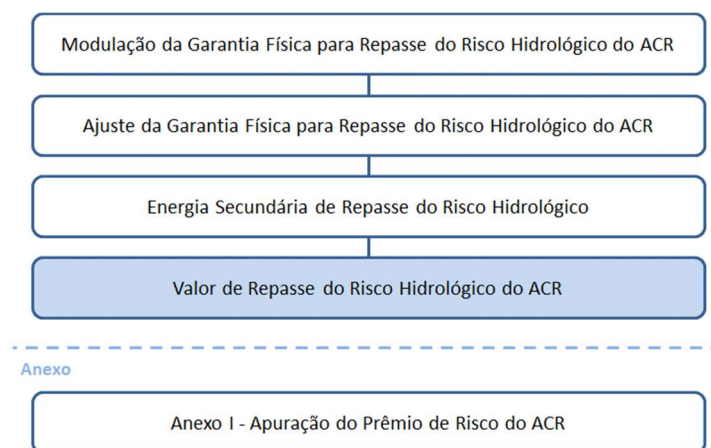 Modulação da Garantia Física para Repasse do Risco Hidrológico do ACR
Ajuste da Garantia Física para Repasse do Risco Hidrológico do ACR
Energia Secundária de Repasse do Risco Hidrológico
Valor de Repasse do Risco Hidrológico do ACR
Anexo
Anexo I - Apuração do Prêmio de Risco do ACR